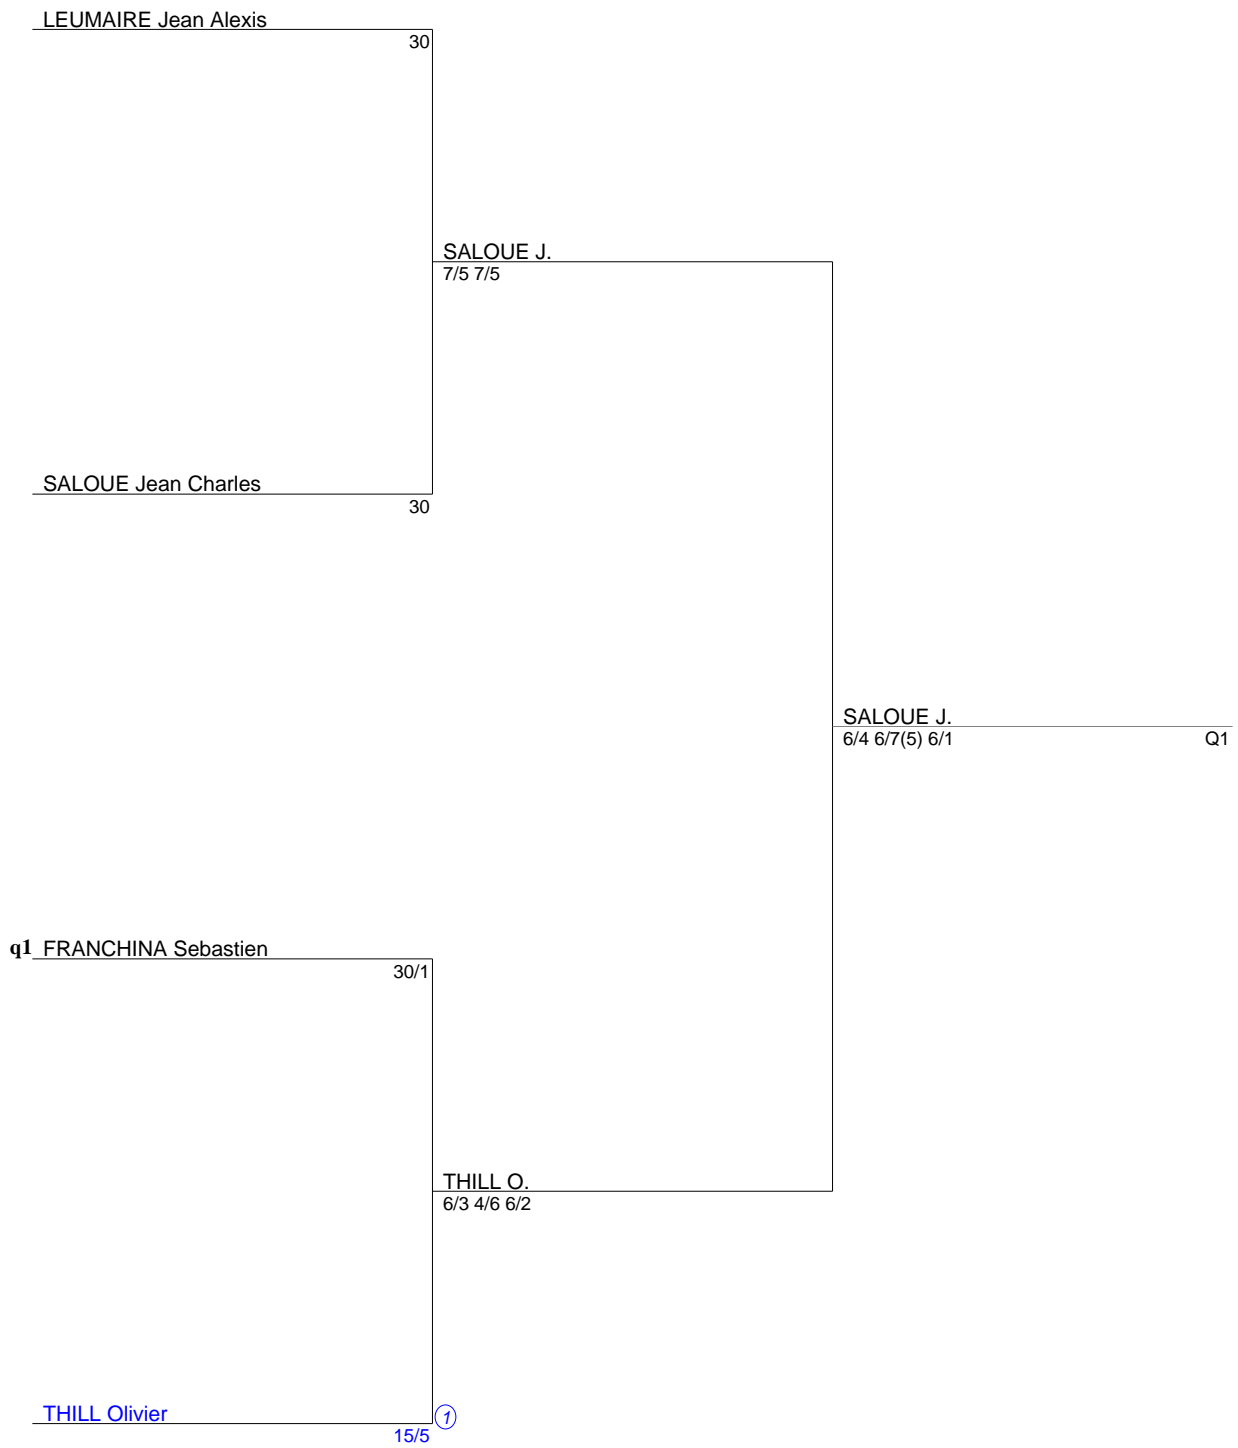 LEUMAIRE Jean Alexis
30
SALOUE J.
7/5 7/5
SALOUE Jean Charles
30
SALOUE J.
6/4 6/7(5) 6/1
Q1
q1 FRANCHINA Sebastien
30/1
THILL O.
6/3 4/6 6/2
THILL Olivier
1
15/5